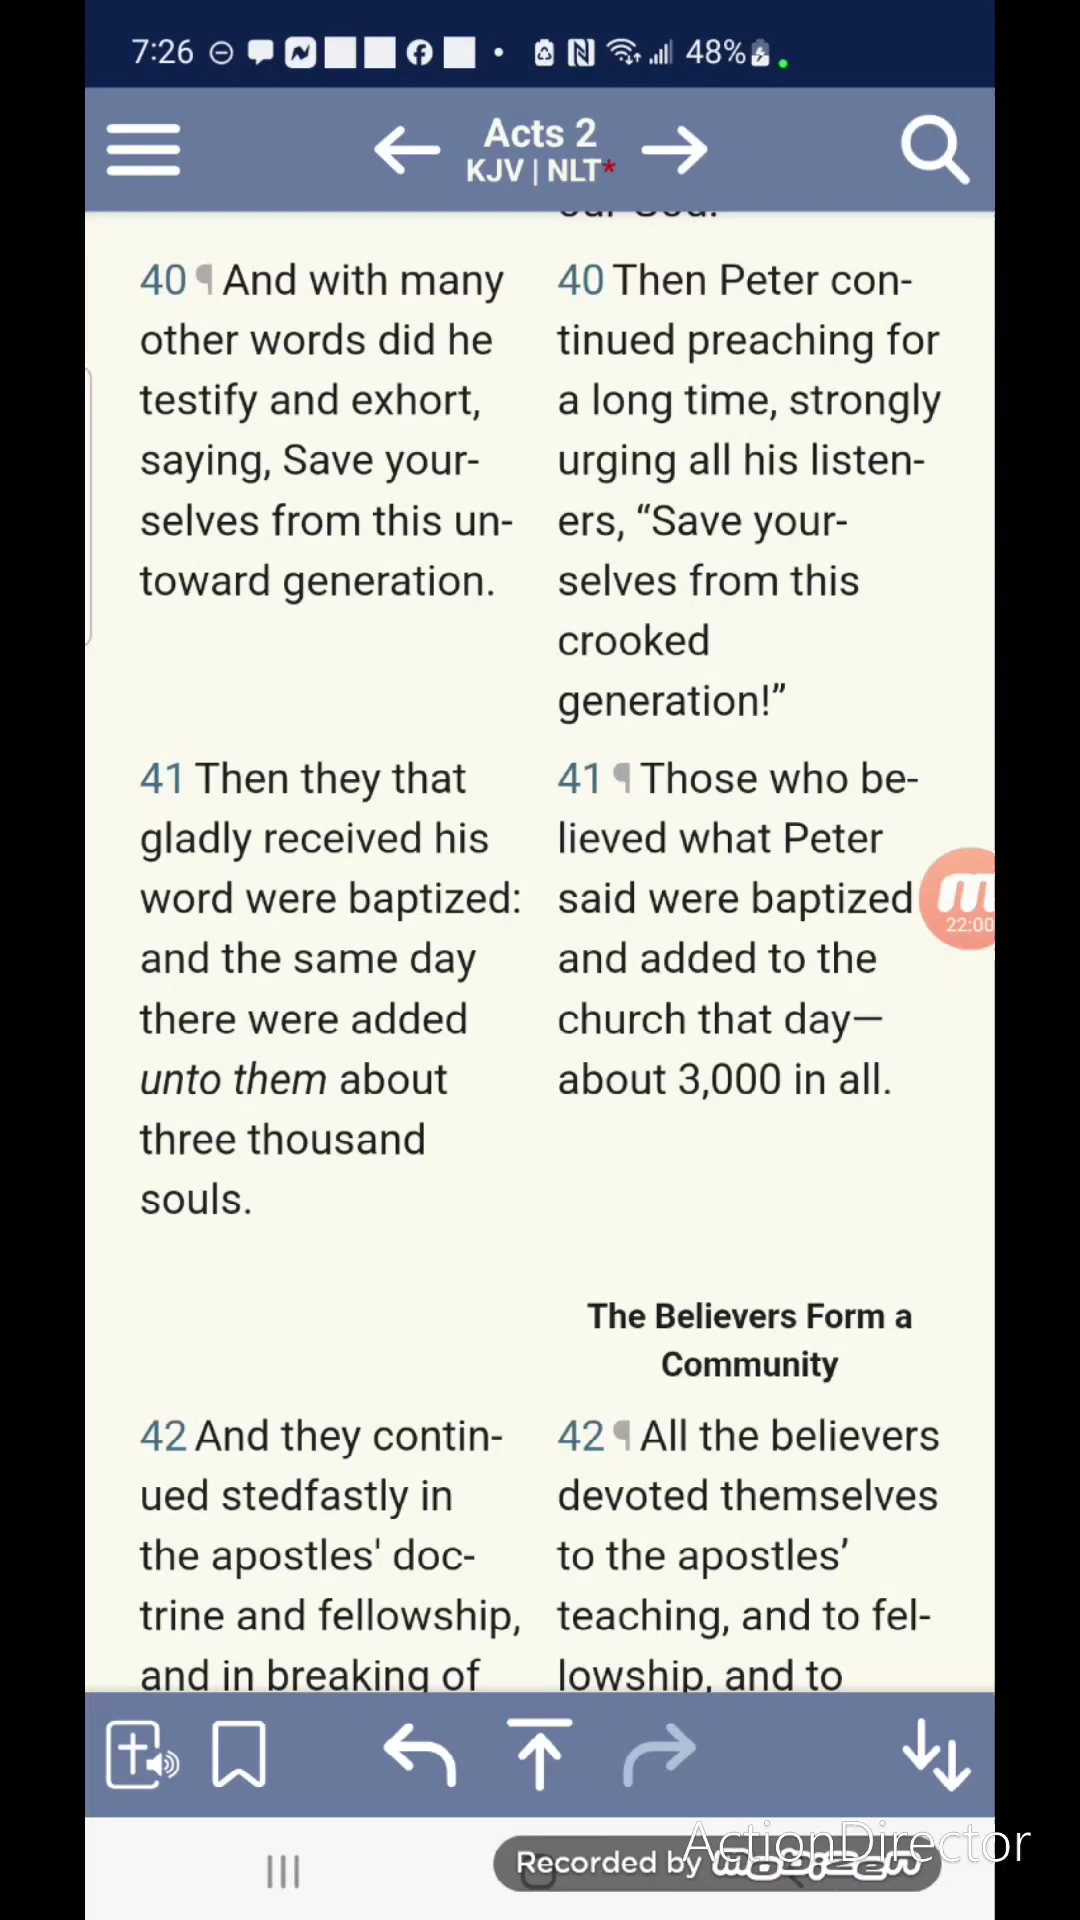 7:26
48%
Acts 2
KJV | NLT*
our God.
40 ¶ And with many
other words did he
testify and exhort,
saying, Save your-
selves from this un-
toward generation.
40 Then Peter con-
tinued preaching for
a long time, strongly
urging all his listen-
ers, “Save your-
selves from this
crooked
generation!”
41 Then they that
gladly received his
word were baptized:
and the same day
there were added
unto them about
three thousand
souls.
41 ¶ Those who be-
lieved what Peter
said were baptized
and added to the
church that day—
about 3,000 in all.
22:00
The Believers Form a
Community
42 And they contin-
ued stedfastly in
the apostles' doc-
trine and fellowship,
and in breaking of
42 ¶ All the believers
devoted themselves
to the apostles’
teaching, and to fel-
lowship, and to
ActionDirector
Recorded by mobizen